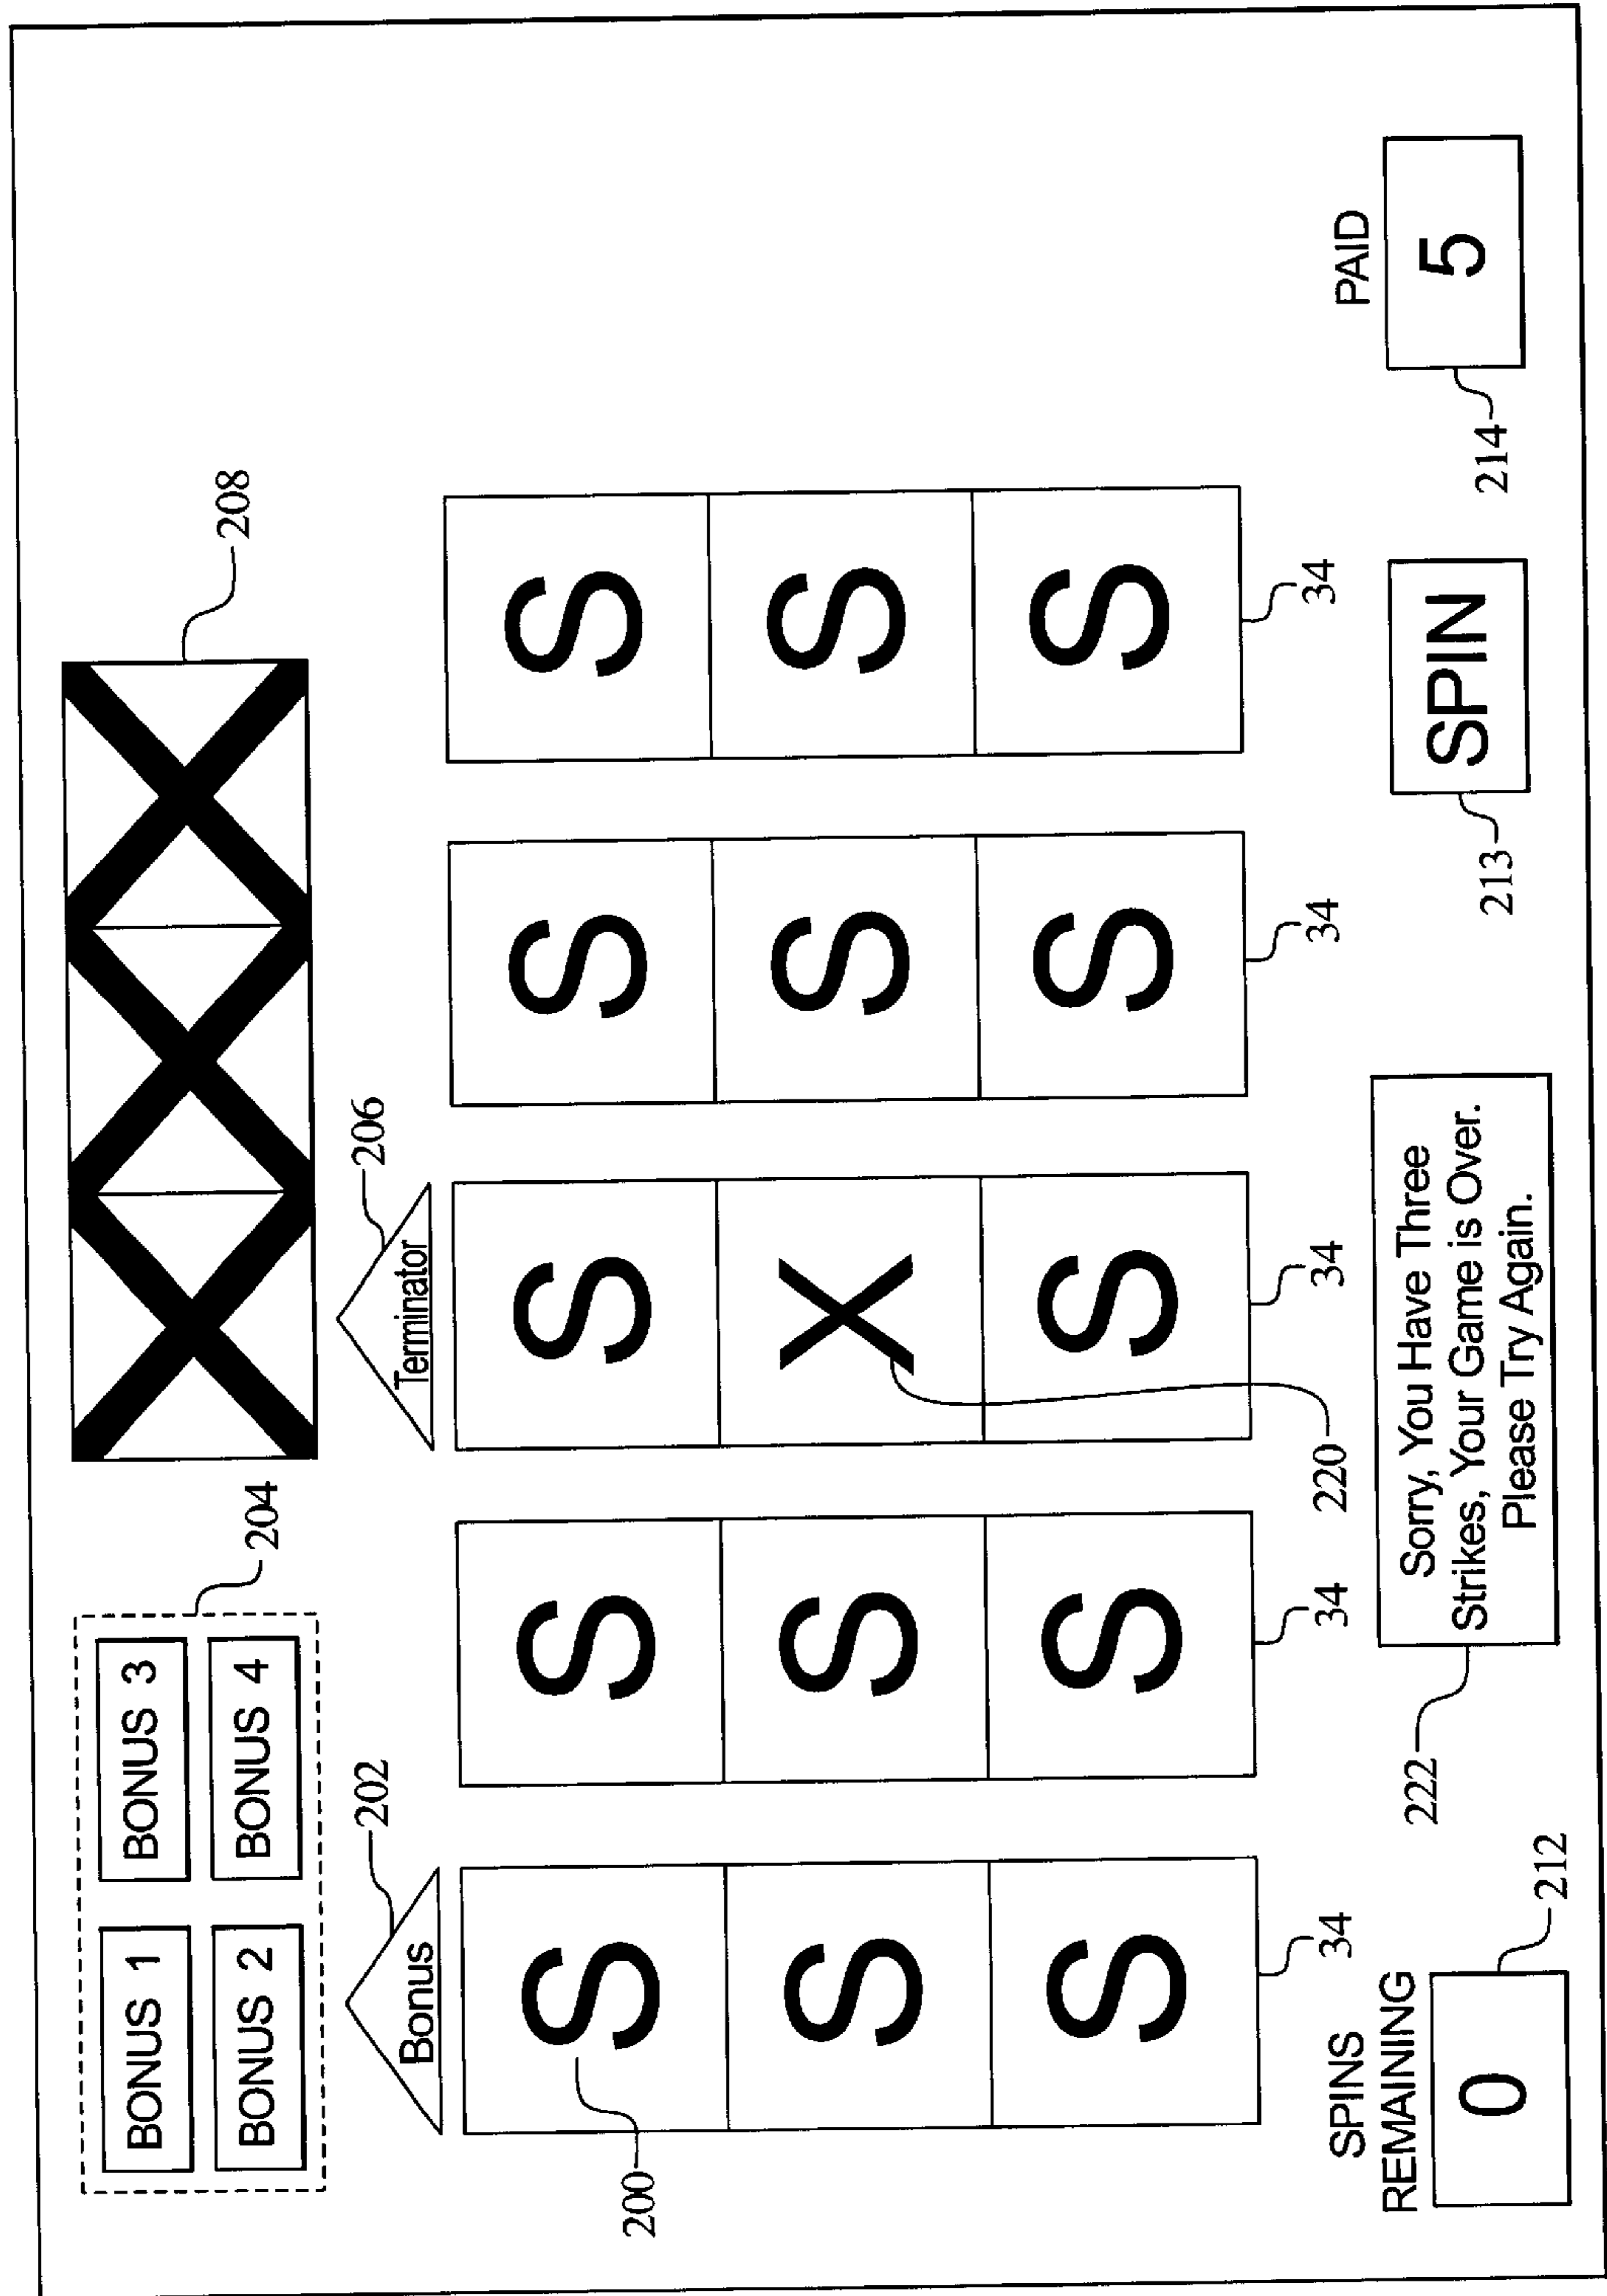 BONUS 1 BONUS 3
BONUS 2 BONUS 4
204
208
202
206
Bonus
Terminator
S S S S S
200
S S X S S
S S S S S
34 34 34 34 34
220
SPINS
REMAINING
0
212
222
Sorry, You Have Three
Strikes, Your Game is Over.
Please Try Again.
213
SPIN
214
PAID
5